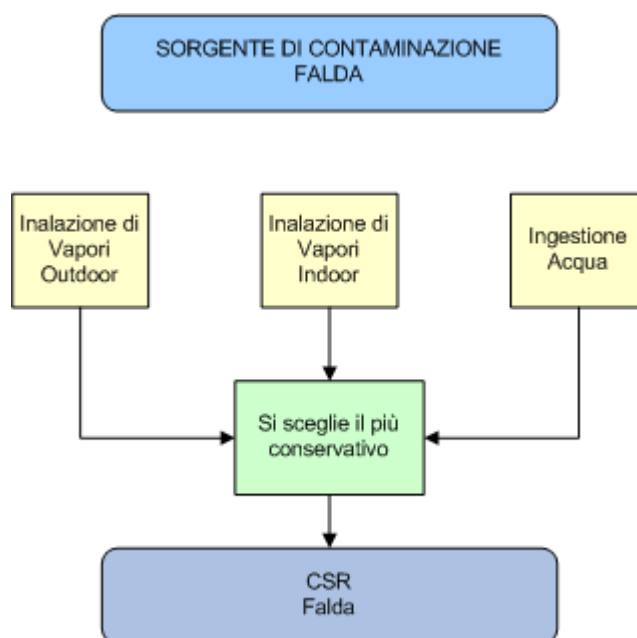 SORGENTE DI CONTAMINAZIONE
FALDA
Inalazione di
Vapori
Outdoor
Inalazione di
Vapori
Indoor
Ingestione
Acqua
Si sceglie il più
conservativo
CSR
Falda